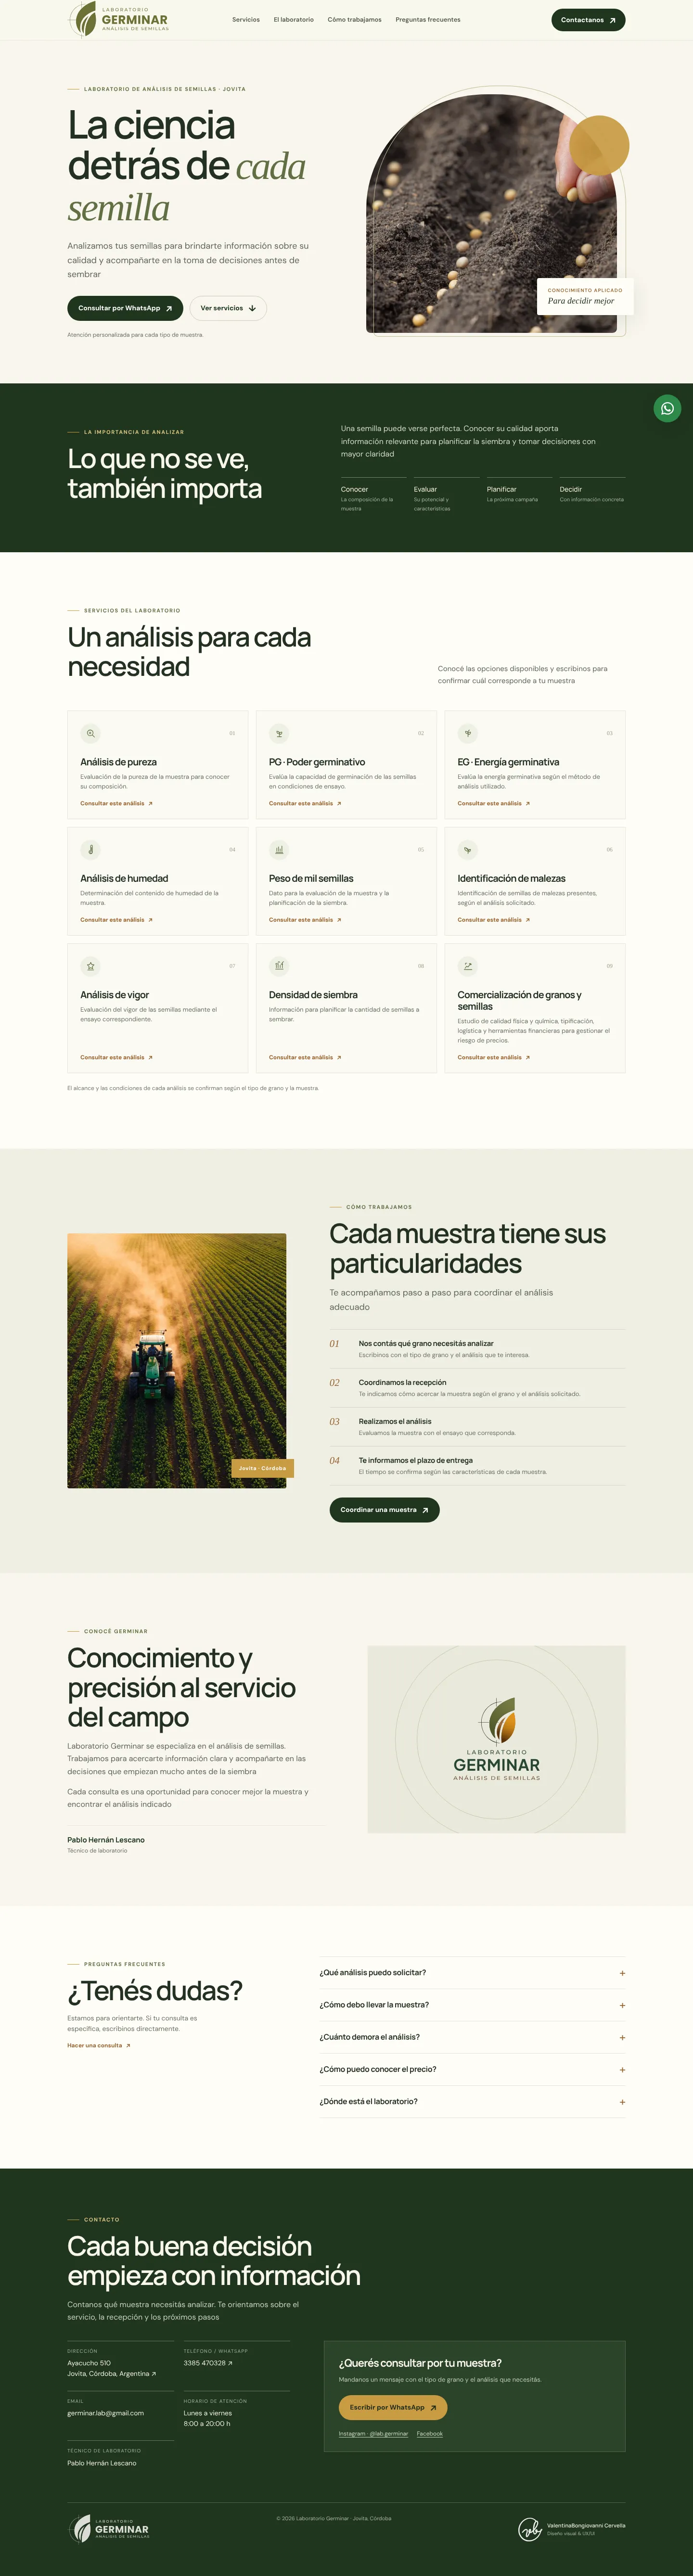 LABORATORIO
GERMINAR
ANÁLISIS DE SEMILLAS
Servicios
El laboratorio
Cómo trabajamos
Preguntas frecuentes
Contactanos
LABORATORIO DE ANÁLISIS DE SEMILLAS · JOVITA
La ciencia
detrás de cada
semilla
Analizamos tus semillas para brindarte información sobre su
calidad y acompañarte en la toma de decisiones antes de
sembrar
Consultar por WhatsApp
Ver servicios
Atención personalizada para cada tipo de muestra.
CONOCIMIENTO APLICADO
Para decidir mejor
LA IMPORTANCIA DE ANALIZAR
Lo que no se ve,
también importa
Una semilla puede verse perfecta. Conocer su calidad aporta
información relevante para planificar la siembra y tomar decisiones con
mayor claridad
Conocer
La composición de la
muestra
Evaluar
Su potencial y
características
Planificar
La próxima campaña
Decidir
Con información concreta
SERVICIOS DEL LABORATORIO
Un análisis para cada
necesidad
Conocé las opciones disponibles y escribinos para
confirmar cuál corresponde a tu muestra
01
Análisis de pureza
Evaluación de la pureza de la muestra para conocer
su composición.
Consultar este análisis
02
PG · Poder germinativo
Evalúa la capacidad de germinación de las semillas
en condiciones de ensayo.
Consultar este análisis
03
EG · Energía germinativa
Evalúa la energía germinativa según el método de
análisis utilizado.
Consultar este análisis
04
Análisis de humedad
Determinación del contenido de humedad de la
muestra.
Consultar este análisis
05
Peso de mil semillas
Dato para la evaluación de la muestra y la
planificación de la siembra.
Consultar este análisis
06
Identificación de malezas
Identificación de semillas de malezas presentes,
según el análisis solicitado.
Consultar este análisis
07
Análisis de vigor
Evaluación del vigor de las semillas mediante el
ensayo correspondiente.
Consultar este análisis
08
Densidad de siembra
Información para planificar la cantidad de semillas a
sembrar.
Consultar este análisis
09
Comercialización de granos y
semillas
Estudio de calidad física y química, tipificación,
logística y herramientas financieras para gestionar el
riesgo de precios.
Consultar este análisis
El alcance y las condiciones de cada análisis se confirman según el tipo de grano y la muestra.
Jovita · Córdoba
CÓMO TRABAJAMOS
Cada muestra tiene sus
particularidades
Te acompañamos paso a paso para coordinar el análisis
adecuado
01
Nos contás qué grano necesitás analizar
Escribinos con el tipo de grano y el análisis que te interesa.
02
Coordinamos la recepción
Te indicamos cómo acercar la muestra según el grano y el análisis solicitado.
03
Realizamos el análisis
Evaluamos la muestra con el ensayo que corresponda.
04
Te informamos el plazo de entrega
El tiempo se confirma según las características de cada muestra.
Coordinar una muestra
CONOCÉ GERMINAR
Conocimiento y
precisión al servicio
del campo
Laboratorio Germinar se especializa en el análisis de semillas.
Trabajamos para acercarte información clara y acompañarte en las
decisiones que empiezan mucho antes de la siembra
Cada consulta es una oportunidad para conocer mejor la muestra y
encontrar el análisis indicado
Pablo Hernán Lescano
Técnico de laboratorio
LABORATORIO
GERMINAR
ANÁLISIS DE SEMILLAS
PREGUNTAS FRECUENTES
¿Tenés dudas?
Estamos para orientarte. Si tu consulta es
específica, escribinos directamente.
Hacer una consulta
¿Qué análisis puedo solicitar?
¿Cómo debo llevar la muestra?
¿Cuánto demora el análisis?
¿Cómo puedo conocer el precio?
¿Dónde está el laboratorio?
CONTACTO
Cada buena decisión
empieza con información
Contanos qué muestra necesitás analizar. Te orientamos sobre el
servicio, la recepción y los próximos pasos
DIRECCIÓN
Ayacucho 510
Jovita, Córdoba, Argentina
TELÉFONO / WHATSAPP
3385 470328
EMAIL
germinar.lab@gmail.com
HORARIO DE ATENCIÓN
Lunes a viernes
8:00 a 20:00 h
TÉCNICO DE LABORATORIO
Pablo Hernán Lescano
¿Querés consultar por tu muestra?
Mandanos un mensaje con el tipo de grano y el análisis que necesitás.
Escribir por WhatsApp
Instagram · @lab.germinar
Facebook
LABORATORIO
GERMINAR
ANÁLISIS DE SEMILLAS
© 2026 Laboratorio Germinar · Jovita, Córdoba
vb
ValentinaBongiovanni Cervella
Diseño visual & UX/UI